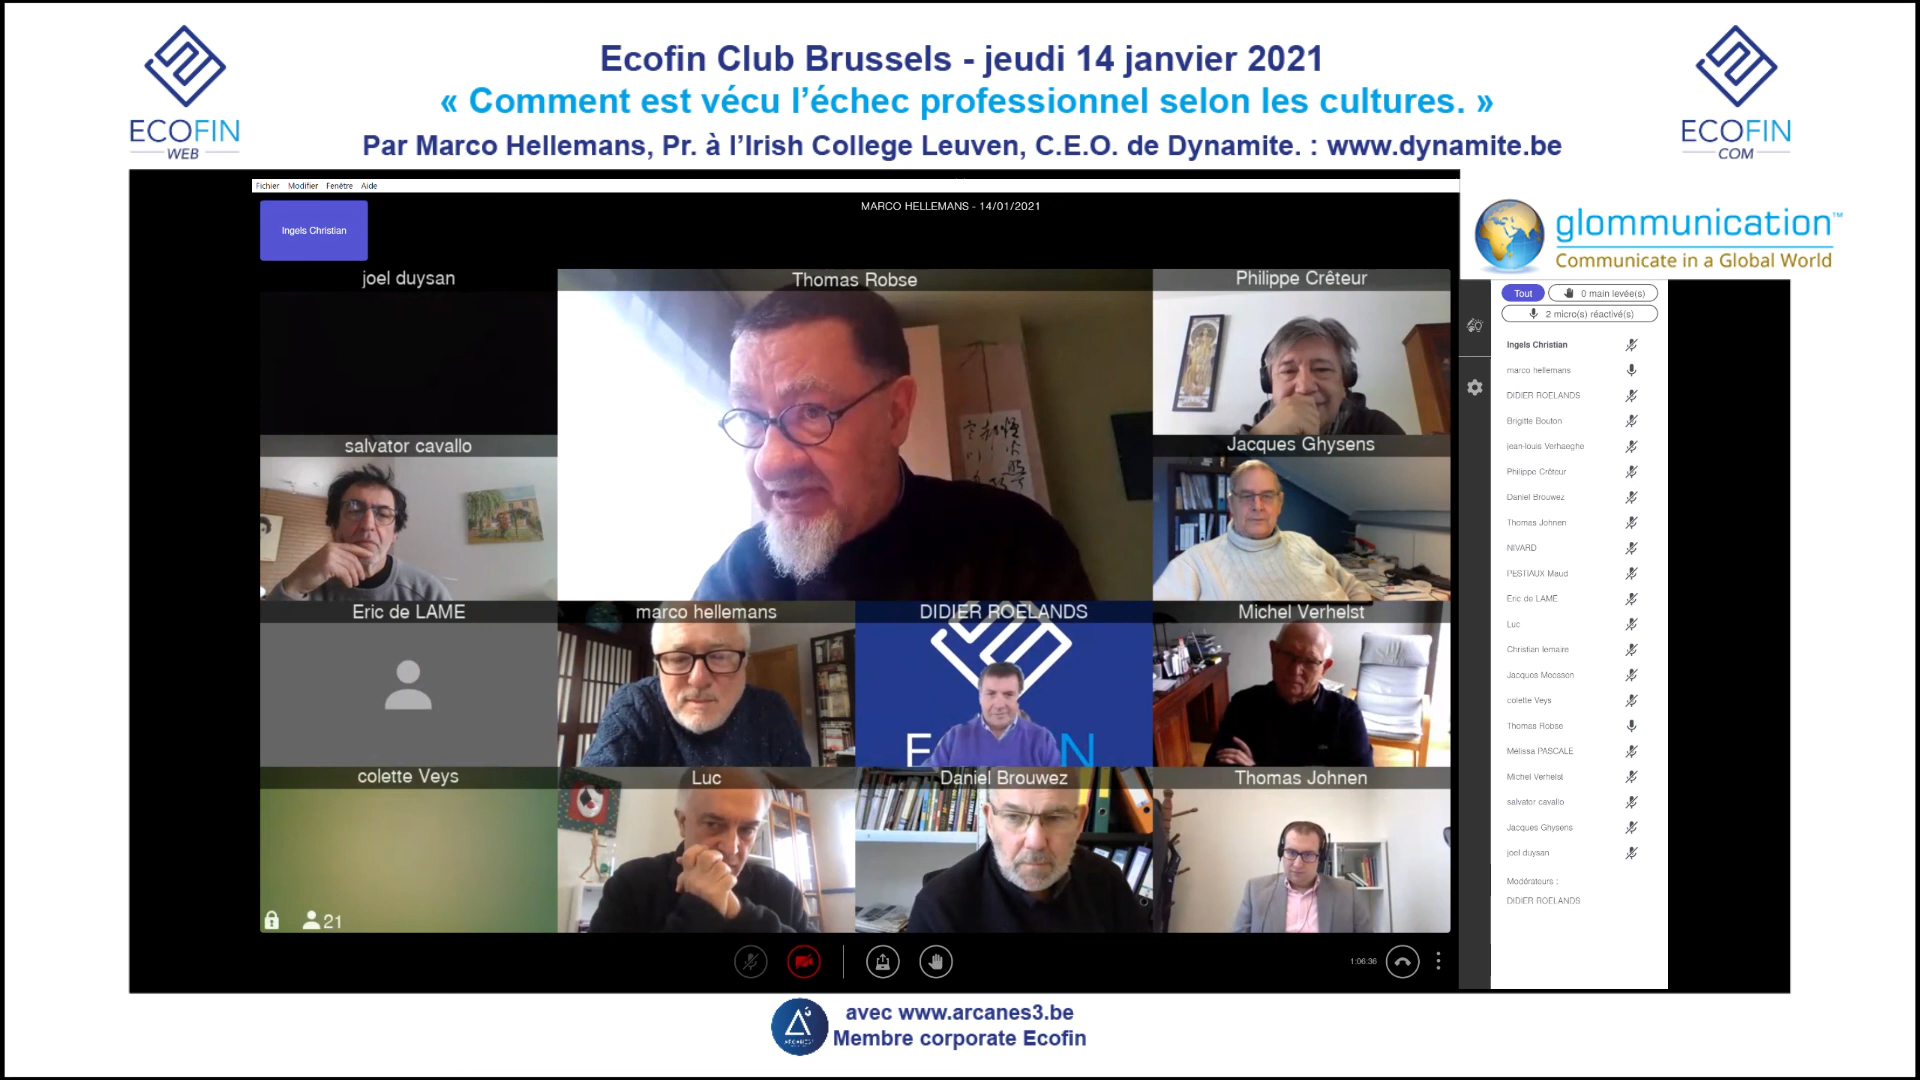 Ecofin Club Brussels - jeudi 14 janvier 2021
« Comment est vécu l'échec professionnel selon les cultures. »
Par Marco Hellemans, Pr. à l'Irish College Leuven, C.E.O. de Dynamite. : www.dynamite.be
ECOFIN
WEB
ECOFIN
COM
Fichier Modifier Fenêtre Aide
MARCO HELLEMANS - 14/01/2021
Ingels Christian
glommunication™
Communicate in a Global World
joel duysan
Thomas Robse
Philippe Crêteur
salvator cavallo
Jacques Ghysens
Eric de LAME
marco hellemans
DIDIER ROELANDS
Michel Verhelst
colette Veys
Luc
Daniel Brouwez
Thomas Johnen
21
1:06:36
Tout
0 main levée(s)
2 micro(s) réactivé(s)
Ingels Christian
marco hellemans
DIDIER ROELANDS
Brigitte Bouton
jean-louis Verhaeghe
Philippe Crêteur
Daniel Brouwez
Thomas Johnen
NIVARD
PESTIAUX Maud
Eric de LAME
Luc
Christian lemaire
Jacques Mosson
colette Veys
Thomas Robse
Mélissa PASCALE
Michel Verhelst
salvator cavallo
Jacques Ghysens
joel duysan
Modérateurs :
DIDIER ROELANDS
avec www.arcanes3.be
Membre corporate Ecofin